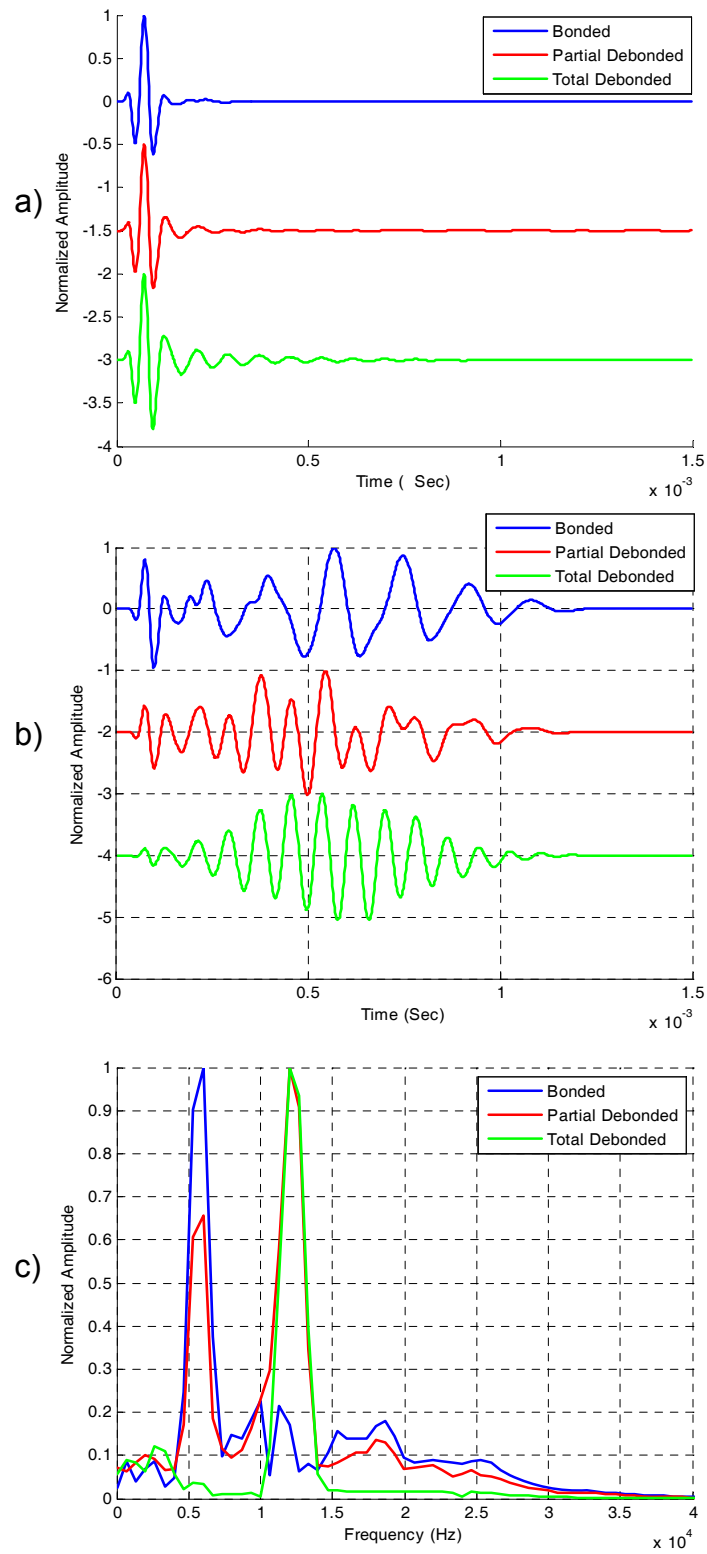 a)
Normalized Amplitude
1
0.5
0
-0.5
-1
-1.5
-2
-2.5
-3
-3.5
-4
Bonded
Partial Debonded
Total Debonded
0
0.5
1
1.5
Time ( Sec)
x 10-3
b)
Normalized Amplitude
1
0
-1
-2
-3
-4
-5
-6
Bonded
Partial Debonded
Total Debonded
0
0.5
1
1.5
Time (Sec)
x 10-3
c)
Normalized Amplitude
1
0.9
0.8
0.7
0.6
0.5
0.4
0.3
0.2
0.1
0
Bonded
Partial Debonded
Total Debonded
0
0.5
1
1.5
2
2.5
3
3.5
4
Frequency (Hz)
x 104